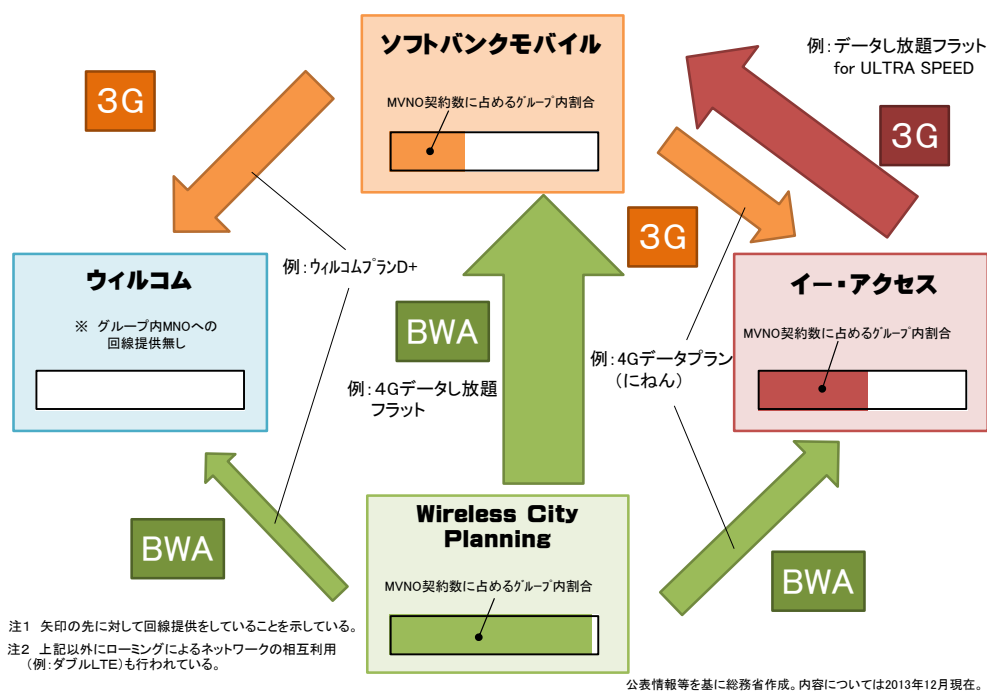 ソフトバンクモバイル
MVNO契約数に占めるグループ内割合
例：データし放題フラット
for ULTRA SPEED
3G
3G
3G
ウィルコム
※ グループ内MNOへの
回線提供無し
例：ウィルコムプランD+
BWA
例：4Gデータし放題
フラット
例：4Gデータプラン
（にねん）
イー・アクセス
MVNO契約数に占めるグループ内割合
BWA
Wireless City
Planning
MVNO契約数に占めるグループ内割合
BWA
注1 矢印の先に対して回線提供をしていることを示している。
注2 上記以外にローミングによるネットワークの相互利用
（例：ダブルLTE）も行われている。
公表情報等を基に総務省作成。内容については2013年12月現在。